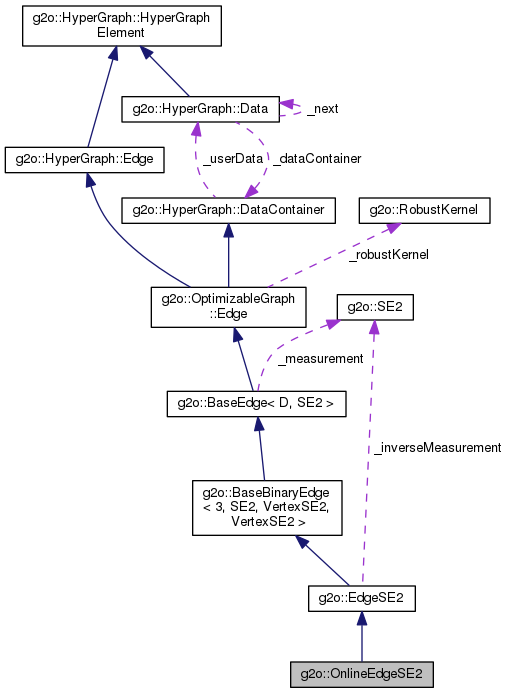 g2o::HyperGraph::HyperGraph
Element
g2o::HyperGraph::Data
_next
g2o::HyperGraph::Edge
_userData
_dataContainer
g2o::HyperGraph::DataContainer
g2o::RobustKernel
_robustKernel
g2o::OptimizableGraph
::Edge
g2o::SE2
_measurement
g2o::BaseEdge< D, SE2 >
_inverseMeasurement
g2o::BaseBinaryEdge
< 3, SE2, VertexSE2,
VertexSE2 >
g2o::EdgeSE2
g2o::OnlineEdgeSE2